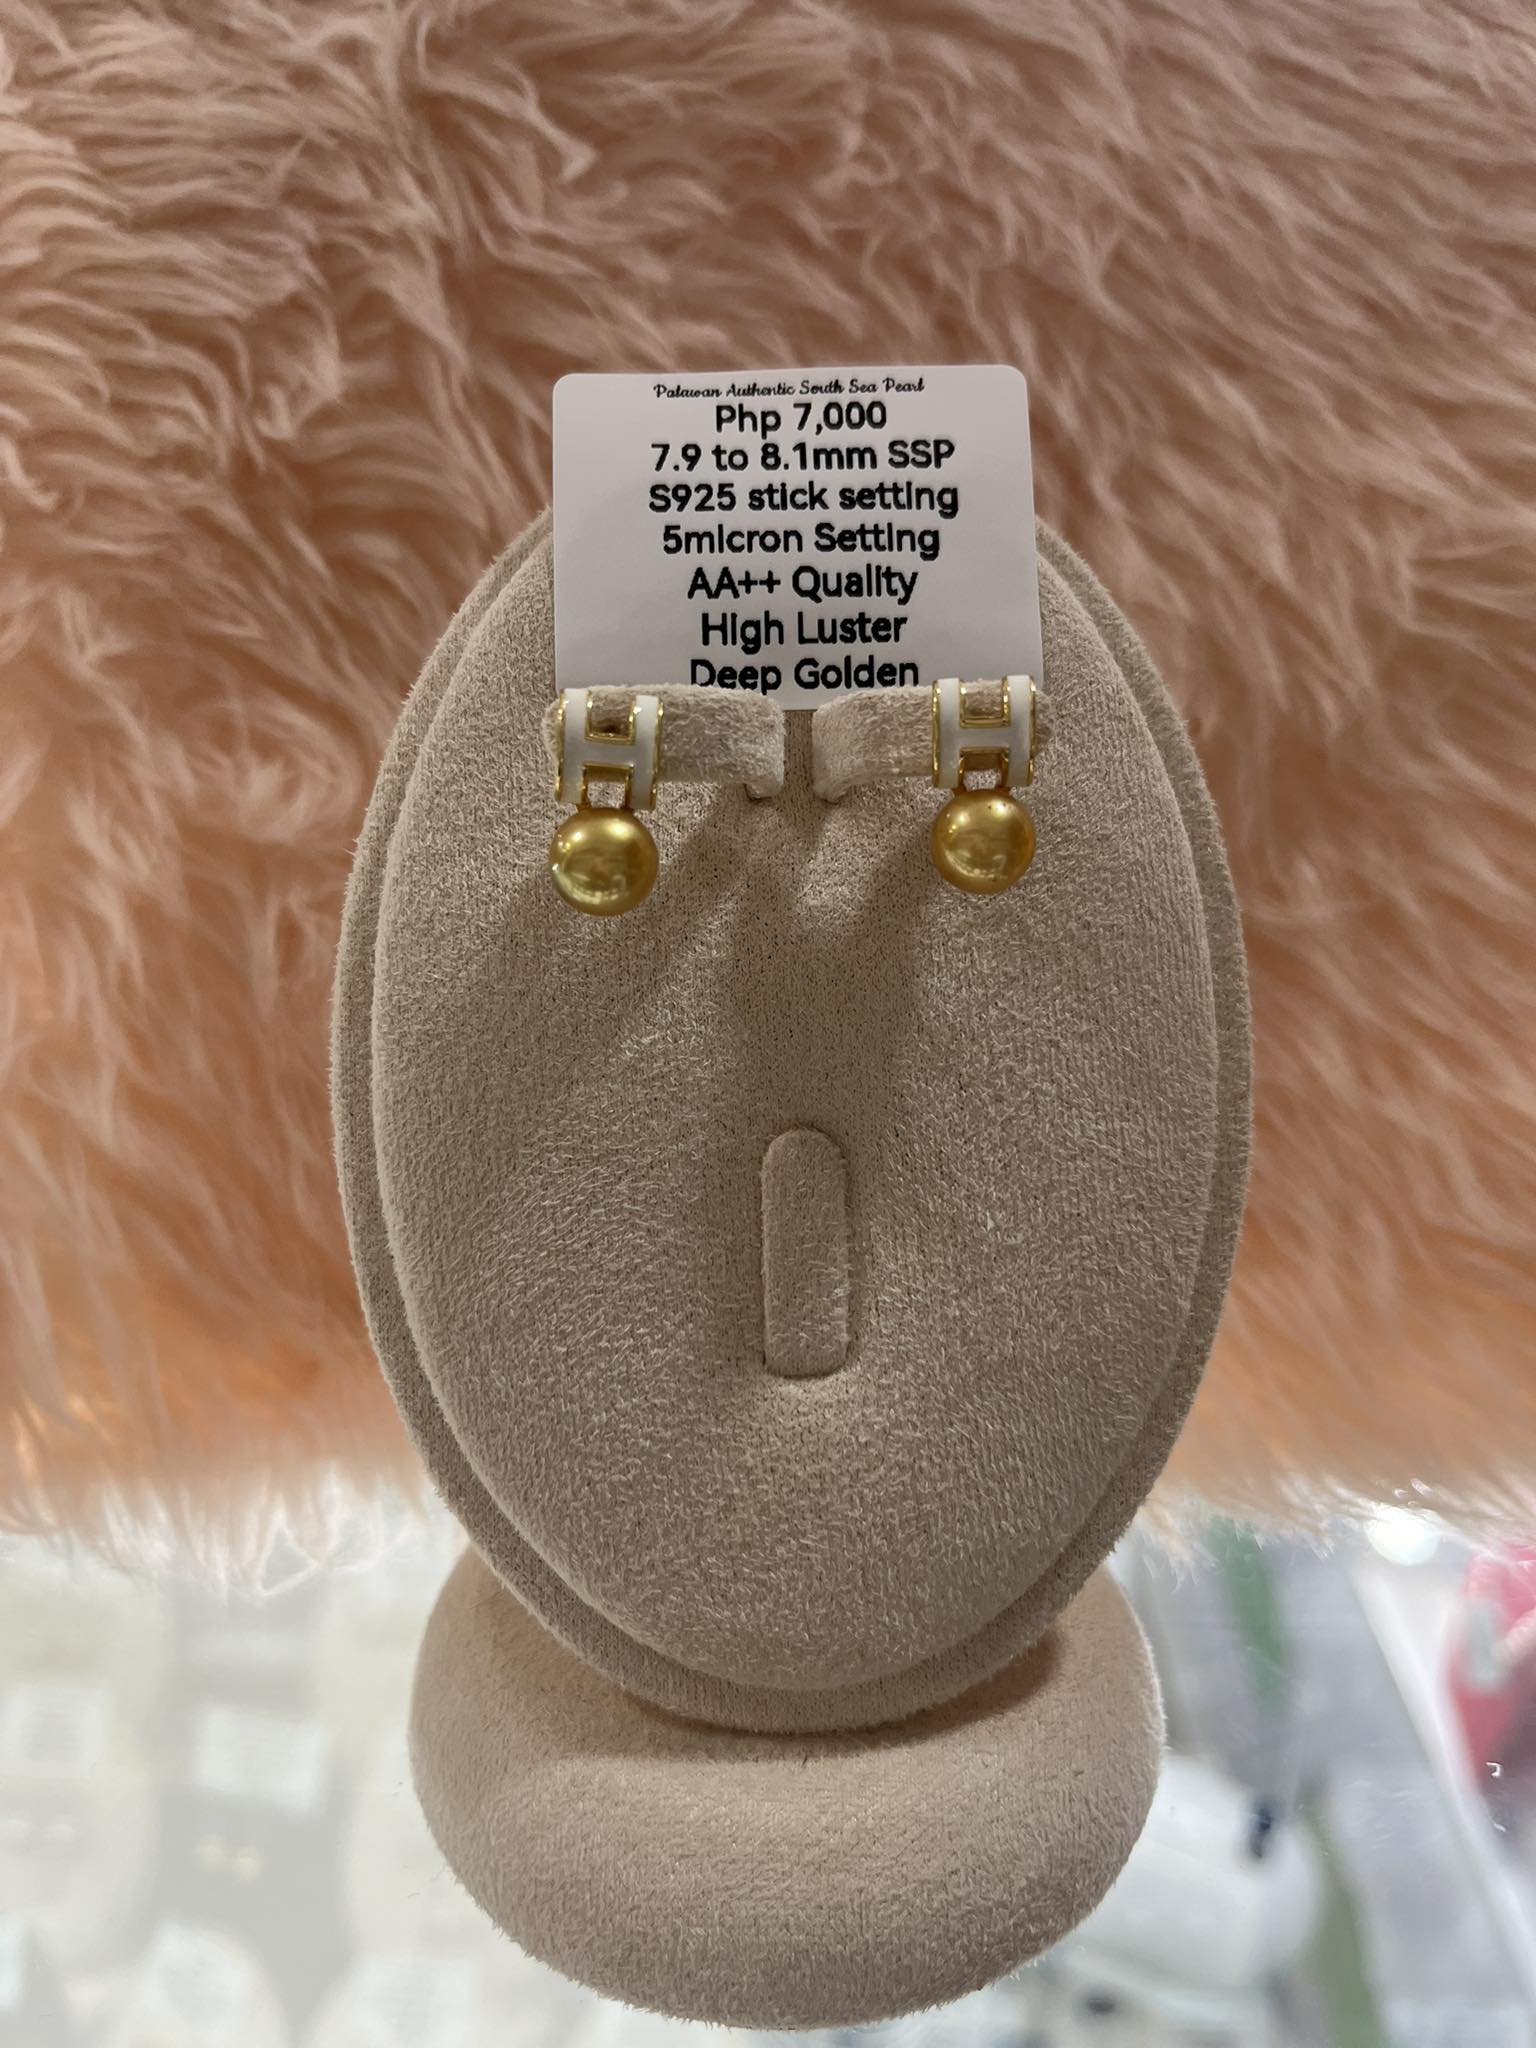 Palawan Authentic South Sea Pearl
Php 7,000
7.9 to 8.1mm SSP
S925 stick setting
5micron Setting
AA++ Quality
High Luster
Deep Golden
H H